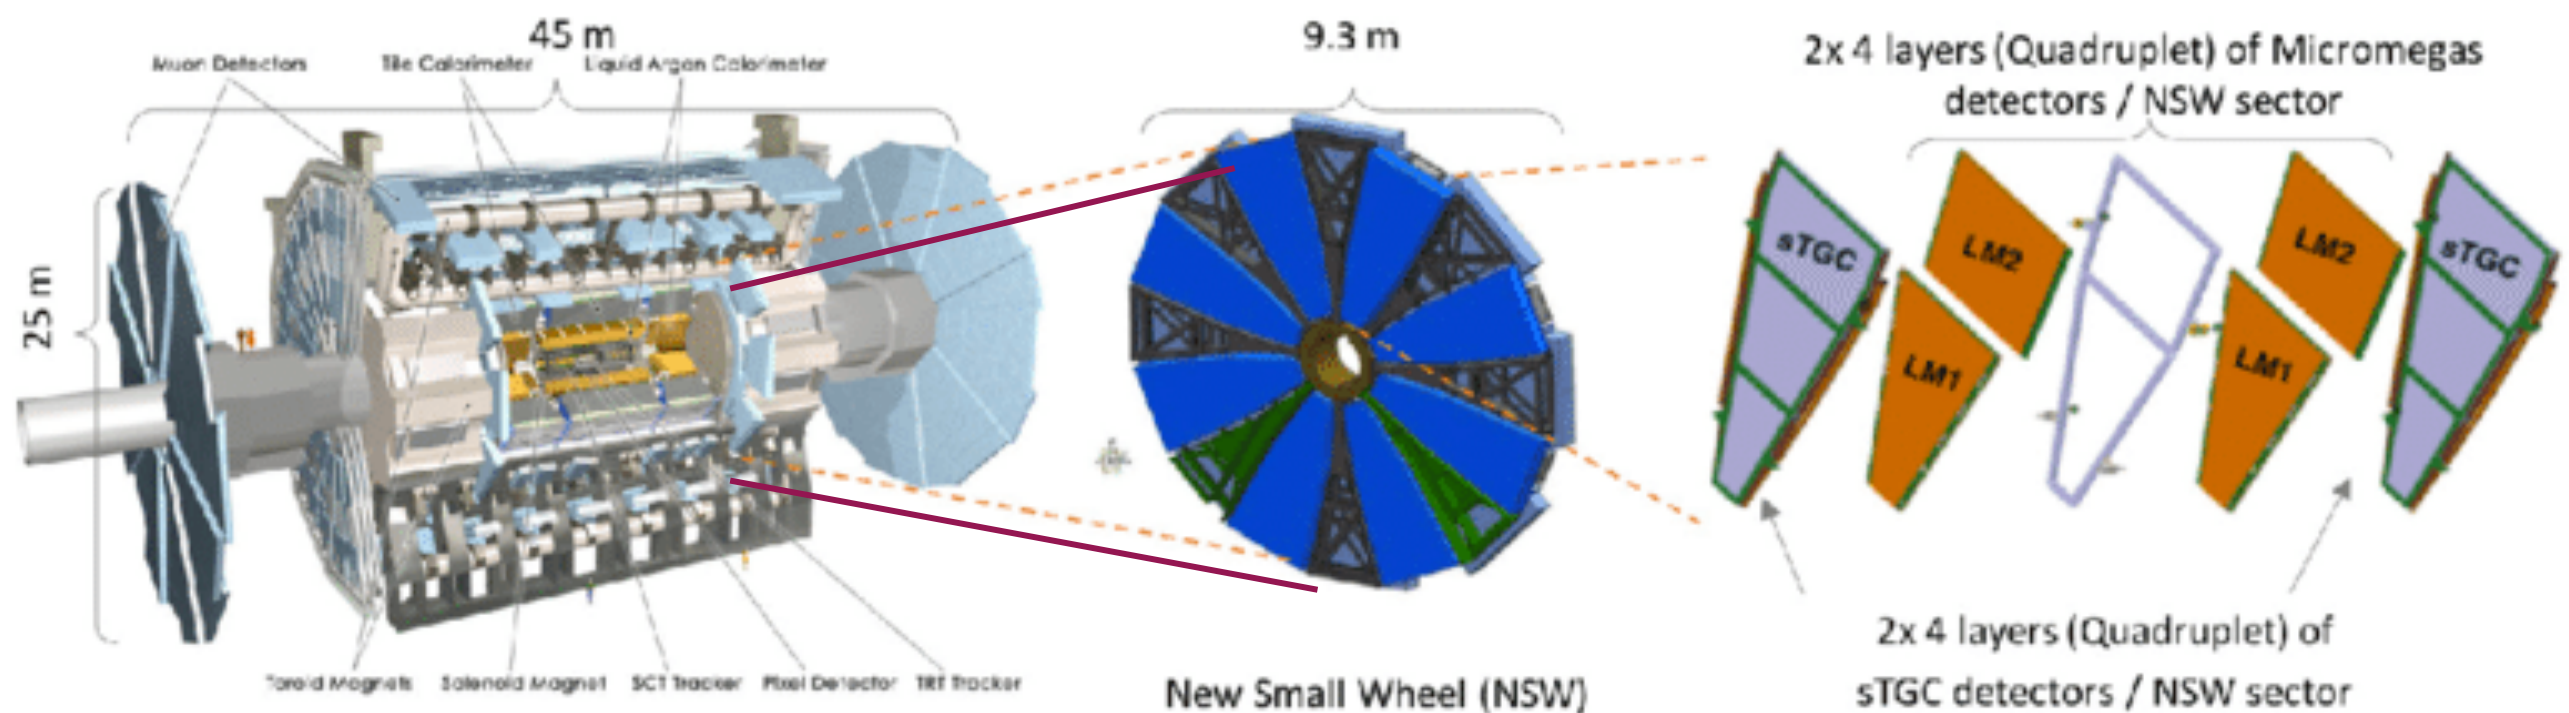 45 m
Muon Detectors
Tile Calorimeter
Liquid Argon Calorimeter
25 m
Toroid Magnets
Solenoid Magnet
SCT Tracker
Pixel Detector
TRT Tracker
9.3 m
New Small Wheel (NSW)
2x 4 layers (Quadruplet) of Micromegas
detectors / NSW sector
sTGC
LM2
LM1
LM2
LM1
sTGC
2x 4 layers (Quadruplet) of
sTGC detectors / NSW sector